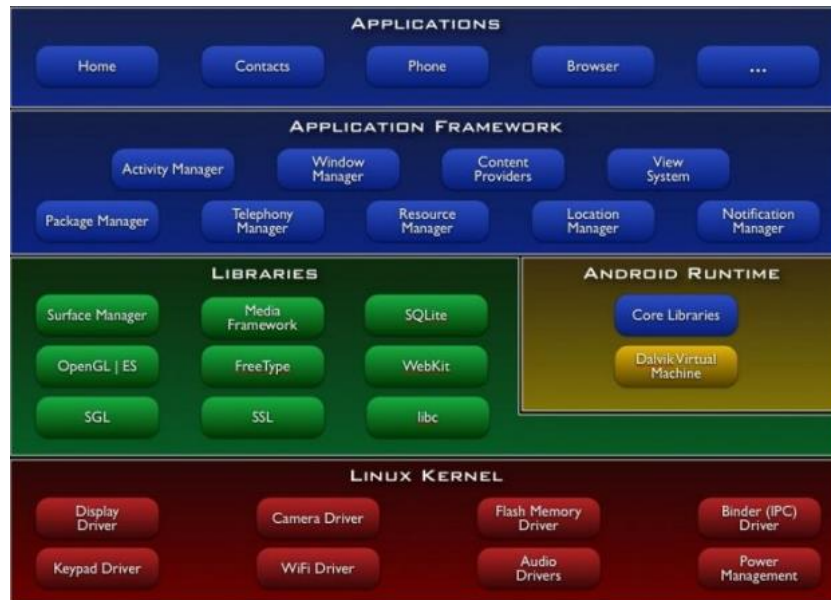 APPLICATIONS
Home
Contacts
Phone
Browser
...
APPLICATION FRAMEWORK
Activity Manager
Window
Manager
Content
Providers
View
System
Package Manager
Telephony
Manager
Resource
Manager
Location
Manager
Notification
Manager
LIBRARIES
Surface Manager
Media
Framework
SQLite
OpenGL | ES
FreeType
WebKit
SGL
SSL
libc
ANDROID RUNTIME
Core Libraries
Dalvik Virtual
Machine
LINUX KERNEL
Display
Driver
Camera Driver
Flash Memory
Driver
Binder (IPC)
Driver
Keypad Driver
WiFi Driver
Audio
Drivers
Power
Management